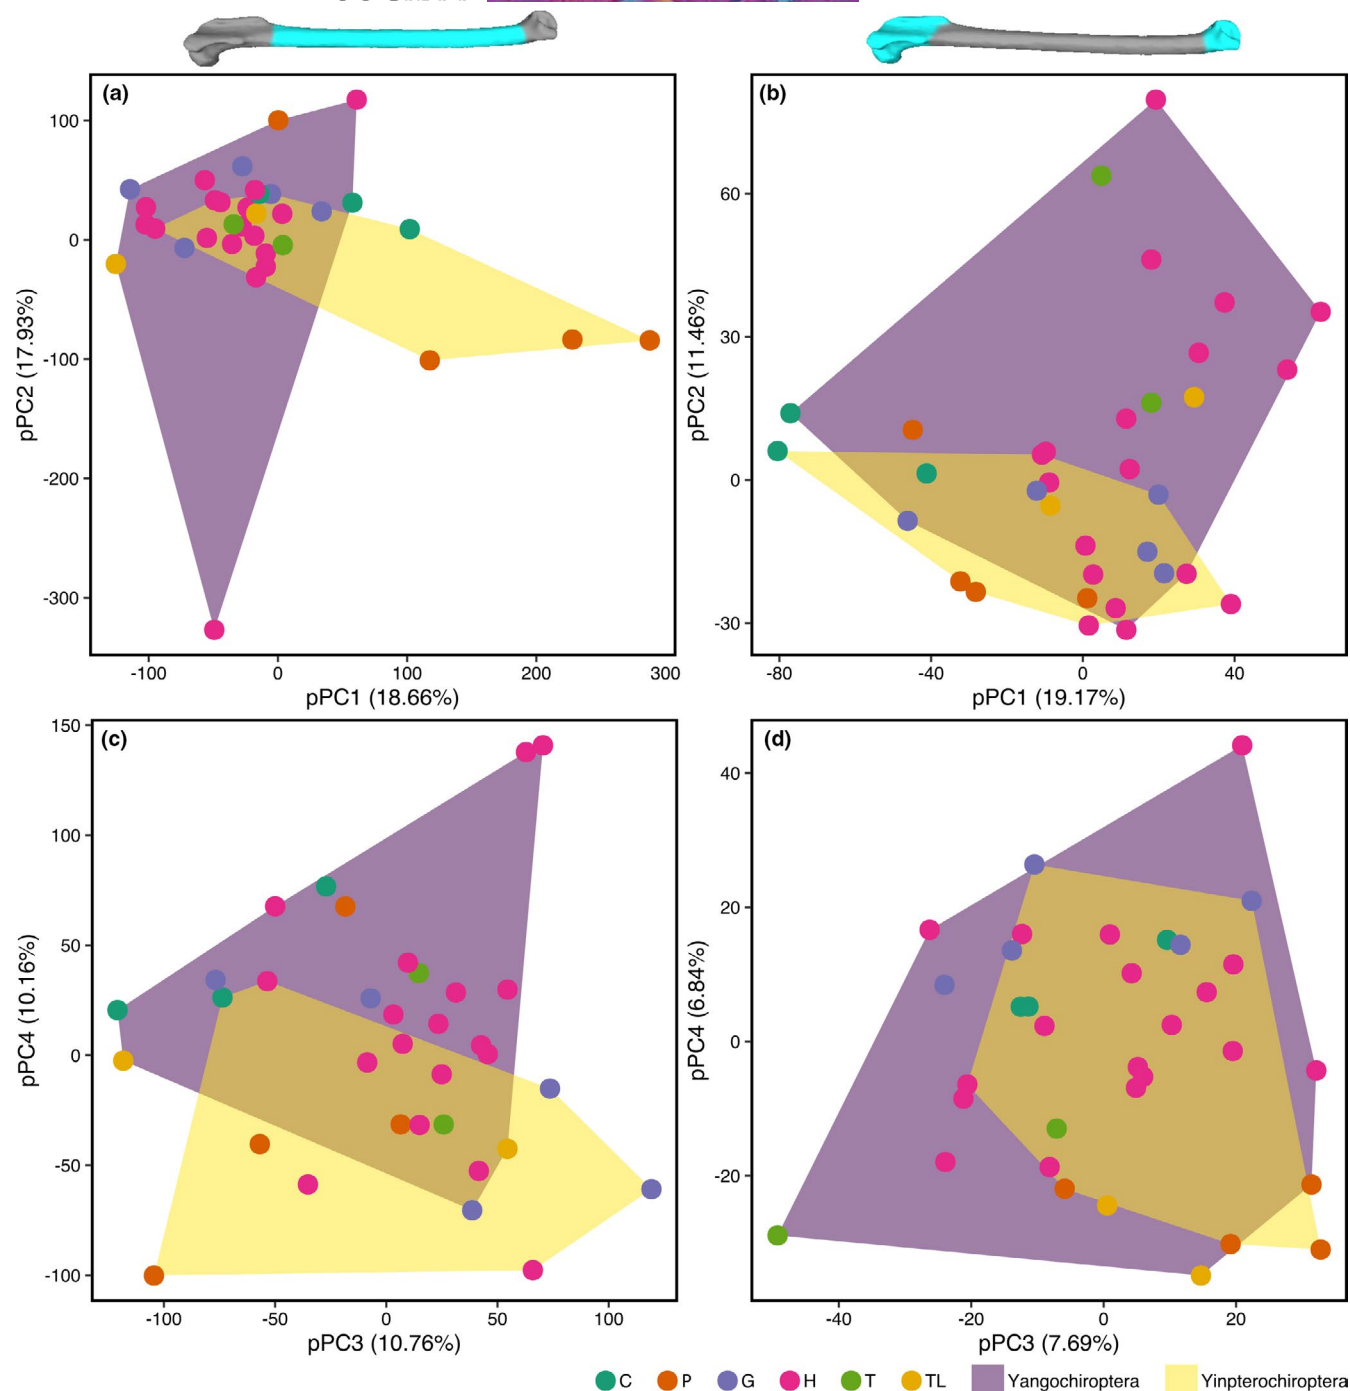 (a)
100
0
-100
-200
-300
pPC2 (17.93%)
-100 0 100 200 300
pPC1 (18.66%)
(b)
60
30
0
-30
pPC2 (11.46%)
-80 -40 0 40
pPC1 (19.17%)
(c)
150
100
50
0
-50
-100
pPC4 (10.16%)
-100 -50 0 50 100
pPC3 (10.76%)
(d)
40
20
0
-20
pPC4 (6.84%)
-40 -20 0 20
pPC3 (7.69%)
C P G H T TL Yangochiroptera Yinpterochiroptera